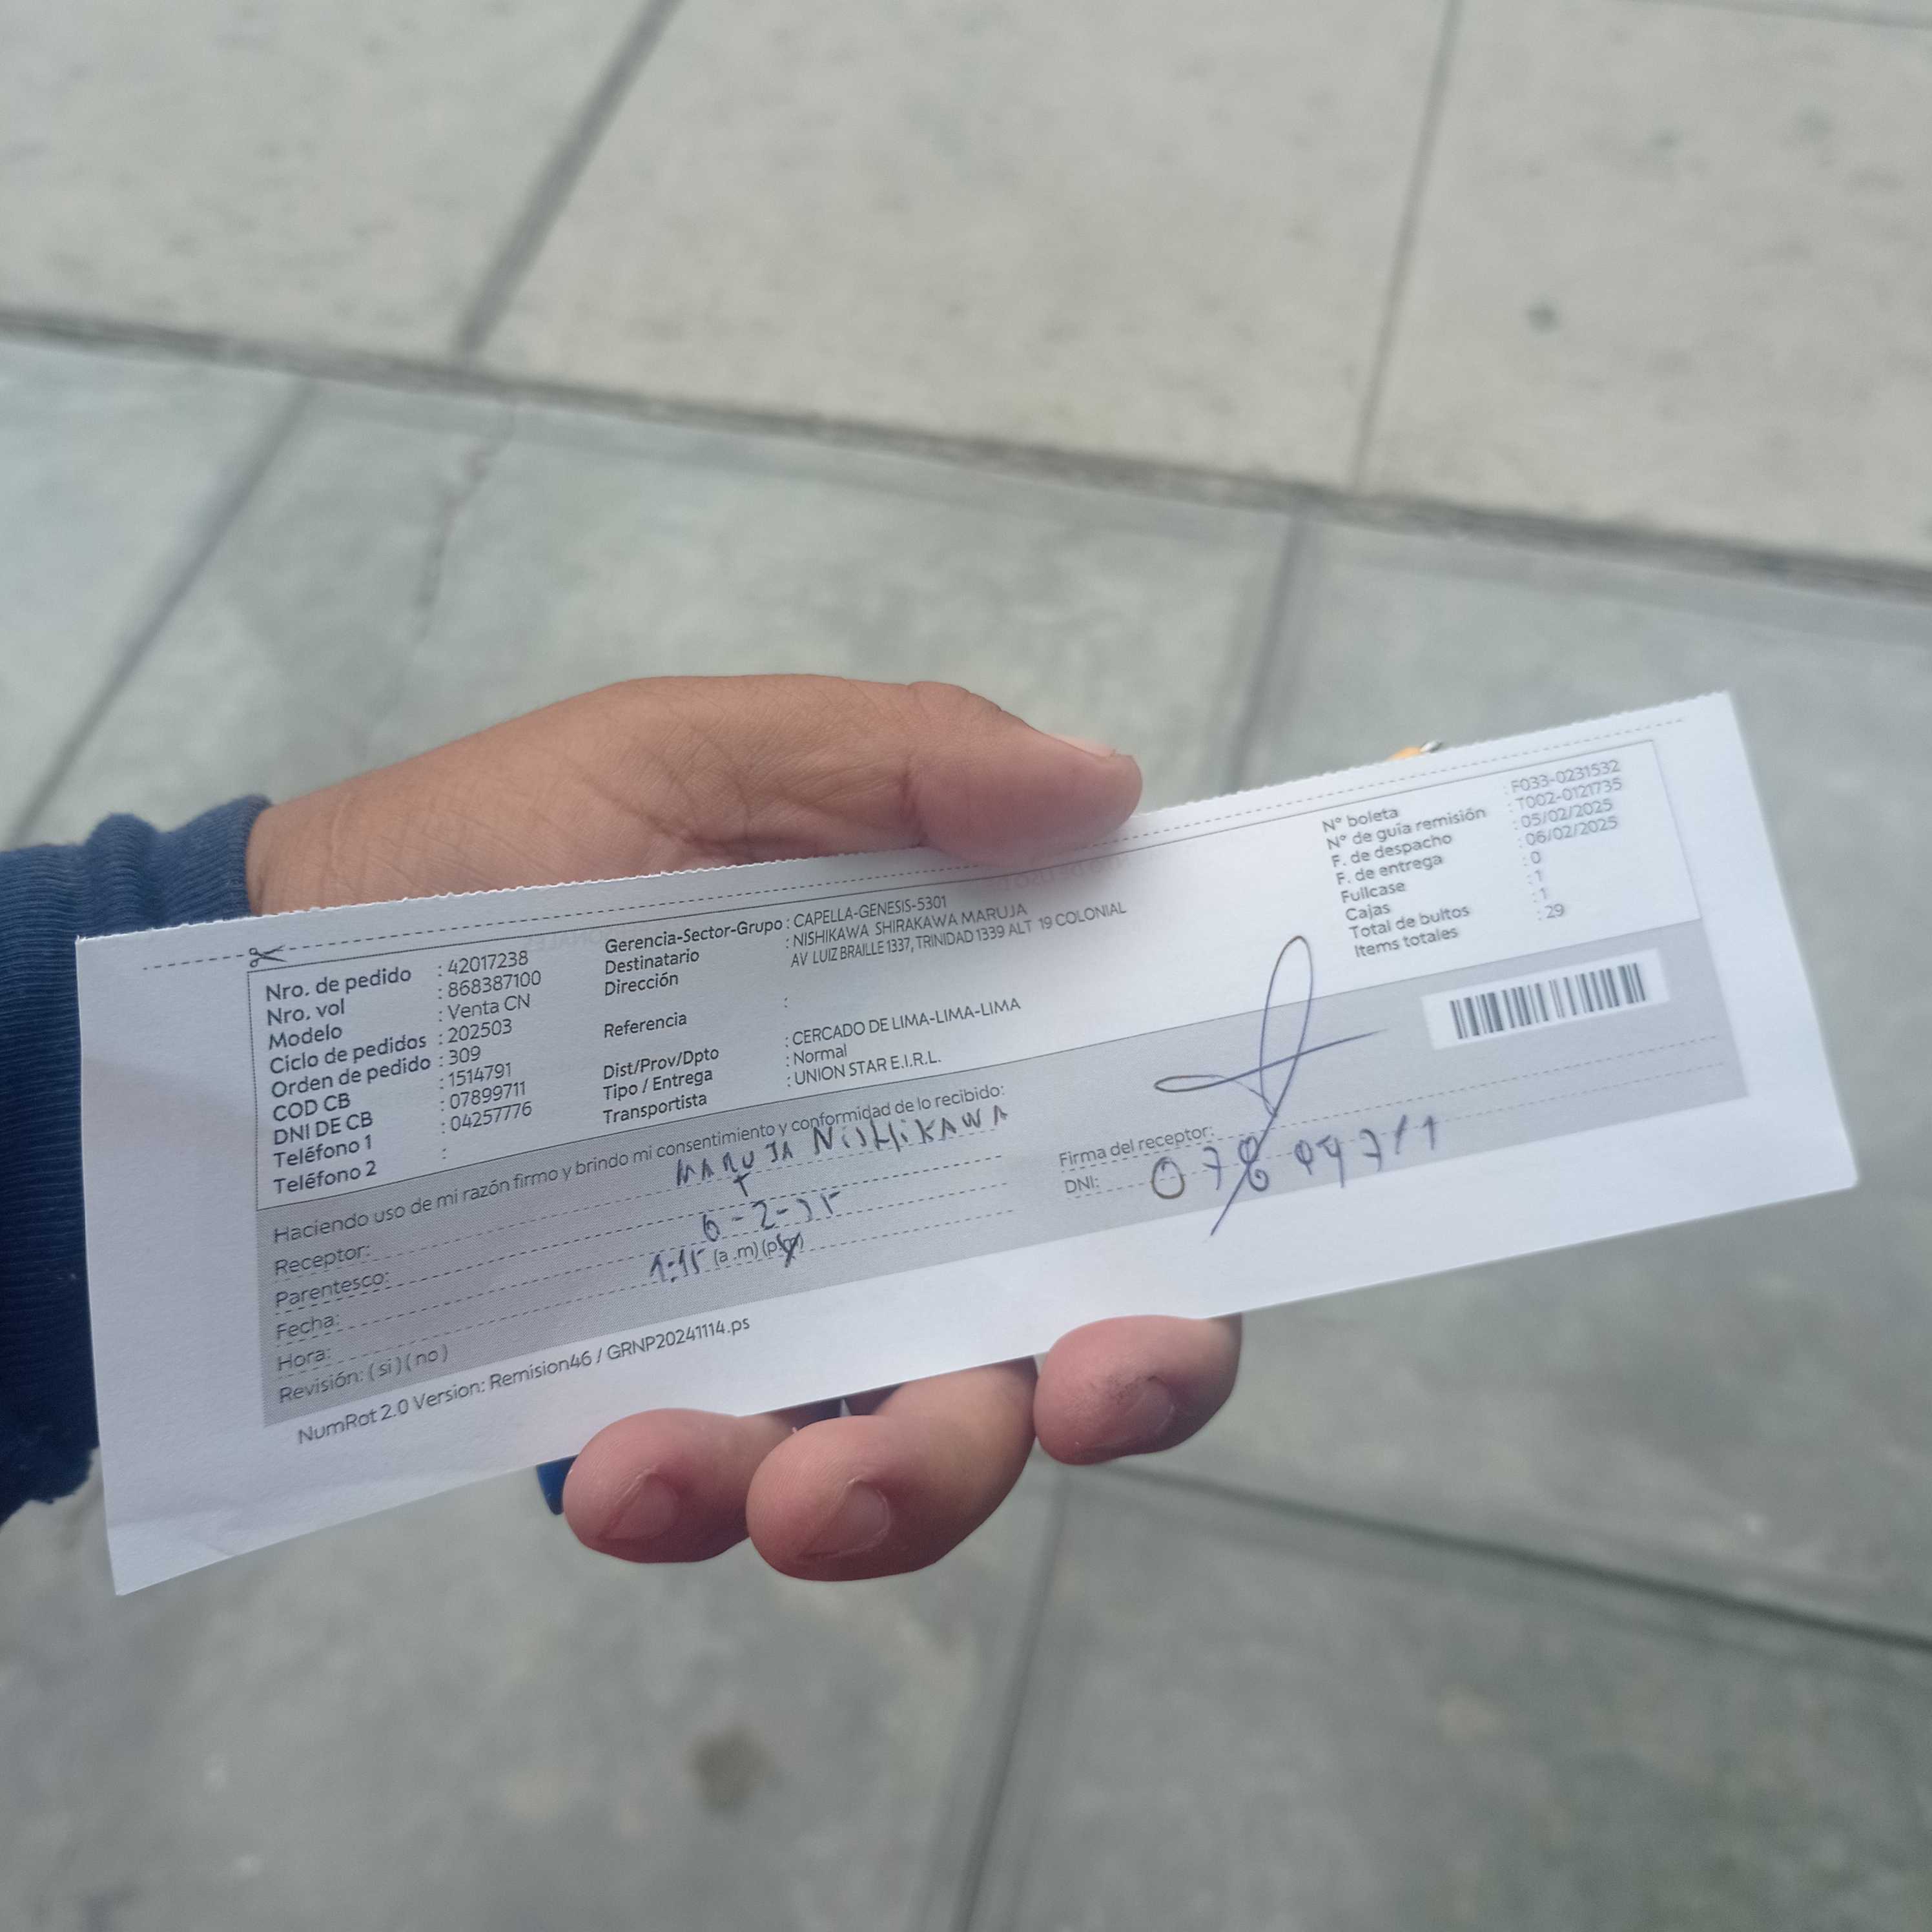 Nro. de pedido : 42017238
Nro. vol : 868387100
Modelo : Venta CN
Ciclo de pedidos : 202503
Orden de pedido : 309
COD CB : 1514791
DNI DE CB : 07899711
Teléfono 1 : 04257776
Teléfono 2 :
Gerencia-Sector-Grupo : CAPELLA-GENESIS-5301
Destinatario : NISHIKAWA SHIRAKAWA MARUJA
Dirección AV LUIZ BRAILLE 1337, TRINIDAD 1339 ALT 19 COLONIAL
Referencia :
Dist/Prov/Dpto : CERCADO DE LIMA-LIMA-LIMA
Tipo / Entrega : Normal
Transportista : UNION STAR E.I.R.L.
N° boleta : F033-0231532
N° de guía remisión : T002-0121735
F. de despacho : 05/02/2025
F. de entrega : 06/02/2025
Fullcase : 0
Cajas : 1
Total de bultos : 1
Items totales : 29
Haciendo uso de mi razón firmo y brindo mi consentimiento y conformidad de lo recibido:
Receptor: MARUJA NISHIKAWA
Parentesco: T
Fecha: 6-2-25
Hora: 1:15 (a.m) (p.m)
Revisión: ( si ) ( no )
Firma del receptor:
DNI: 07899711
NumRot 2.0 Version: Remision46 / GRNP20241114.ps